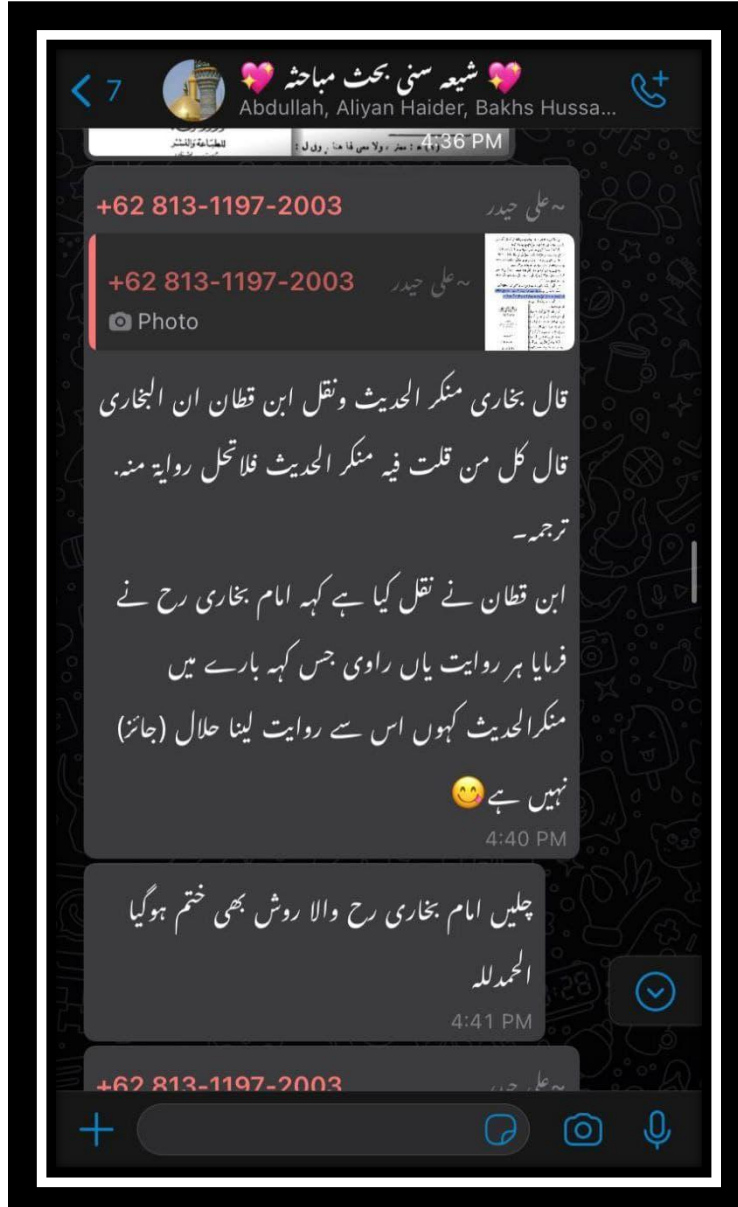 7
💖 شیعہ سنی بحث مباحثہ 💖
Abdullah, Aliyan Haider, Bakhs Hussa...
للطباعة والنشر
4:36 PM
+62 813-1197-2003 ~علی حیدر
+62 813-1197-2003 ~علی حیدر
Photo
قال بخاری منکر الحدیث ونقل ابن قطان ان البخاری
قال کل من قلت فیہ منکر الحدیث فلاتحل روایة منہ.
ترجمہ۔
ابن قطان نے نقل کیا ہے کہہ امام بخاری رح نے
فرمایا ہر روایت یاں راوی جس کہہ بارے میں
منکرالحدیث کہوں اس سے روایت لینا حلال (جائز)
نہیں ہے😋
4:40 PM
چلیں امام بخاری رح والا روش بھی ختم ہوگیا
الحمدللہ
4:41 PM
+62 813-1197-2003 ~علی حیدر